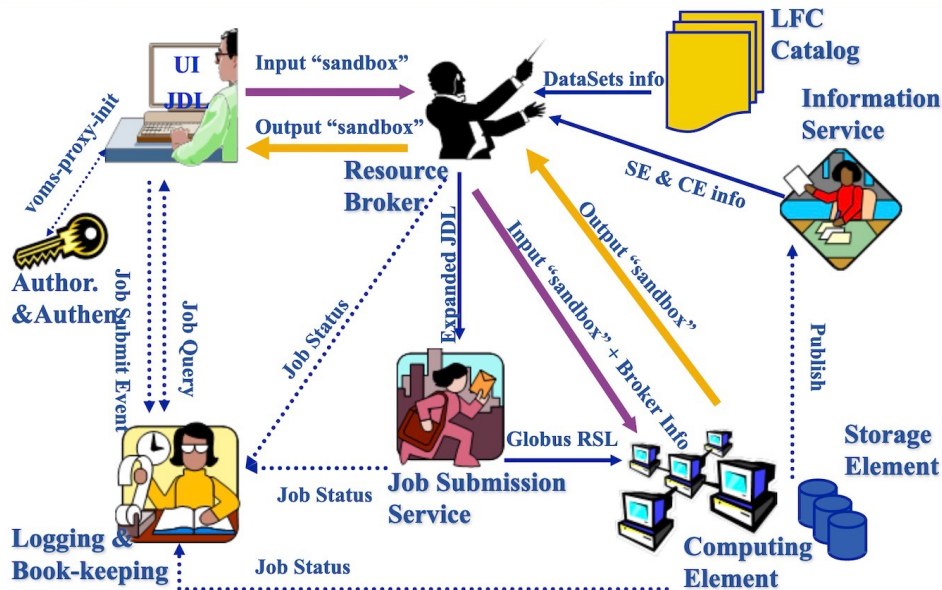 LFC
Catalog
UI
JDL
Input “sandbox”
DataSets info
Information
Service
Output “sandbox”
Resource
Broker
SE & CE info
voms-proxy-init
Author.
&Authen.
Job Submit Event
Job Query
Job Status
Expanded JDL
Input “sandbox” + Broker Info
Output “sandbox”
Publish
Globus RSL
Storage
Element
Job Status
Job Submission
Service
Logging &
Book-keeping
Computing
Element
Job Status